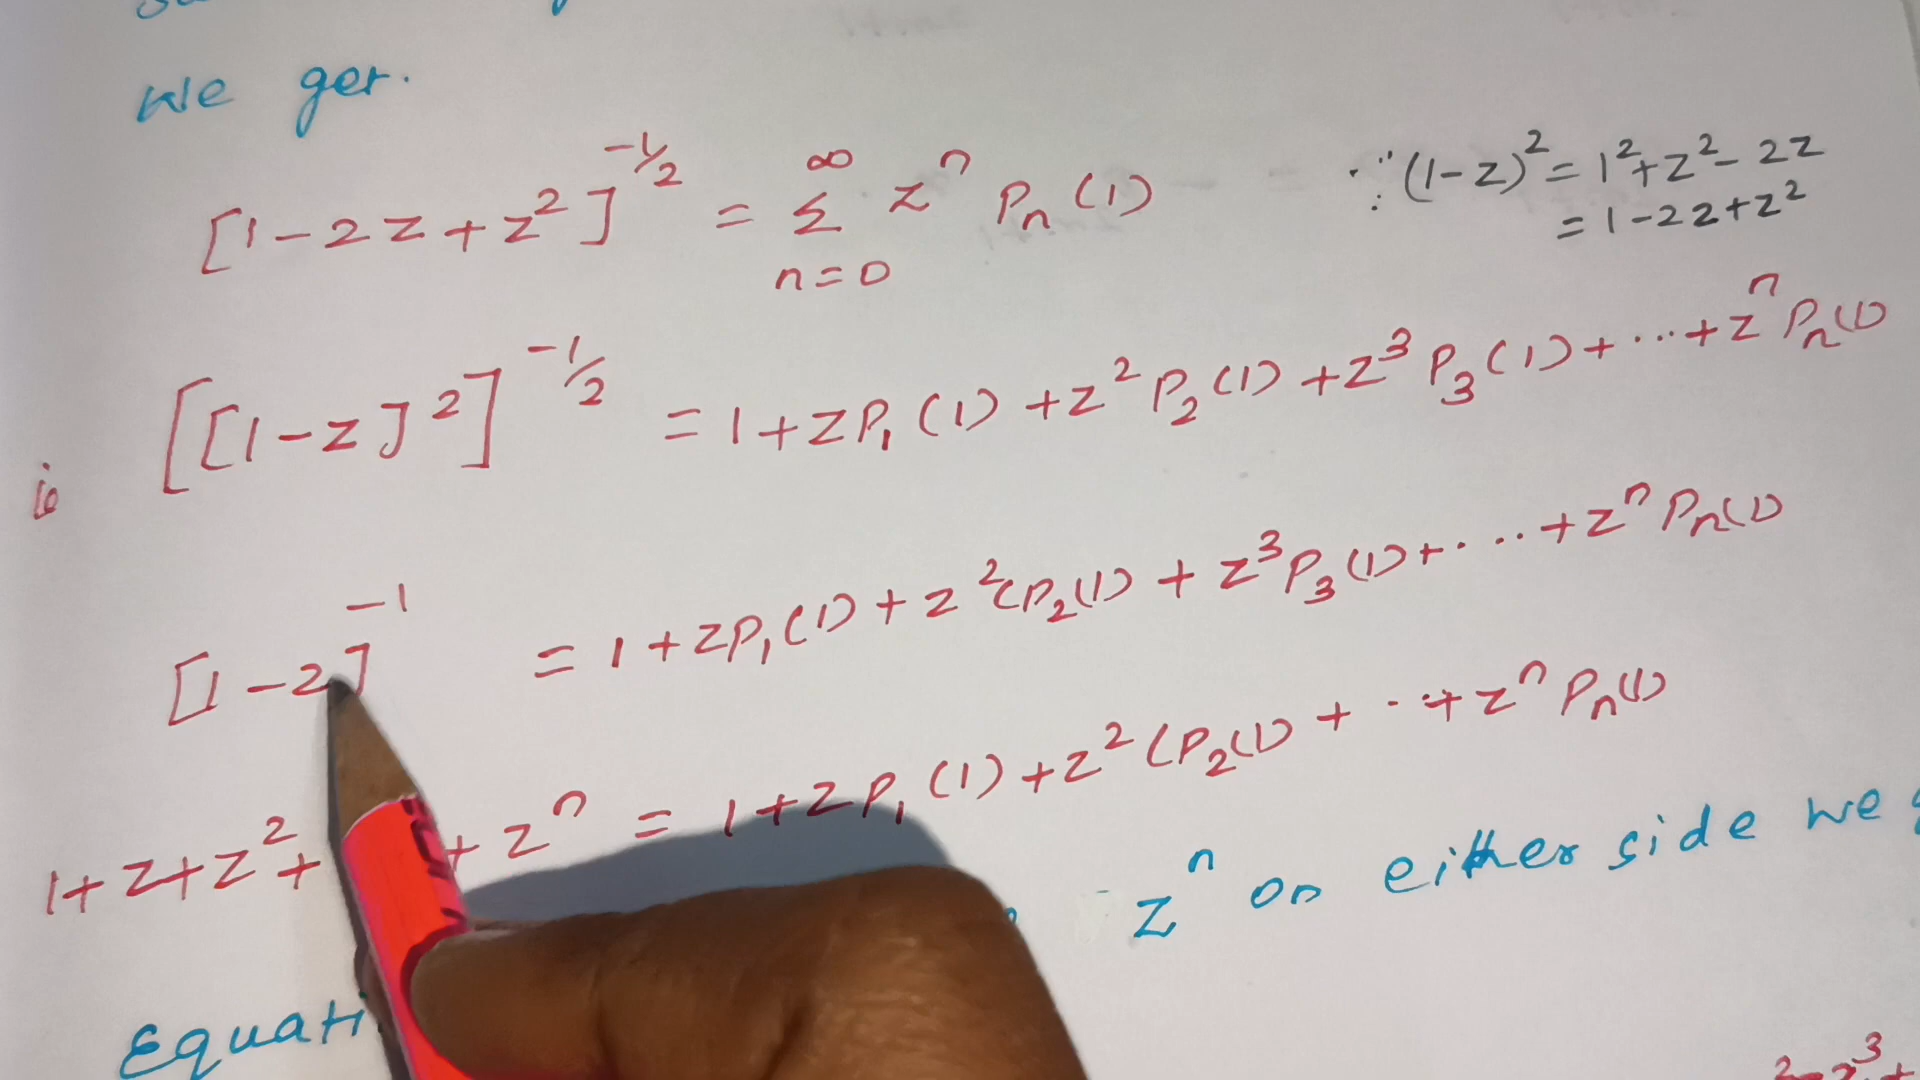 We get.
[1-2z+z²]^-1/2 = ∞Σn=0 zⁿ Pn(1)
∵ (1-z)² = 1²+z²-2z
= 1-2z+z²
ie [[1-z]²]^-1/2 = 1+zP₁(1)+z²P₂(1)+z³P₃(1)+...+zⁿPn(1)
[1-z]^-1 = 1+zP₁(1)+z²(P₂(1)+z³P₃(1)+....+zⁿPn(1)
1+z+z²+ + zⁿ = 1+zP₁(1)+z²(P₂(1)+..+zⁿPn(1)
Equati zⁿ on either side we